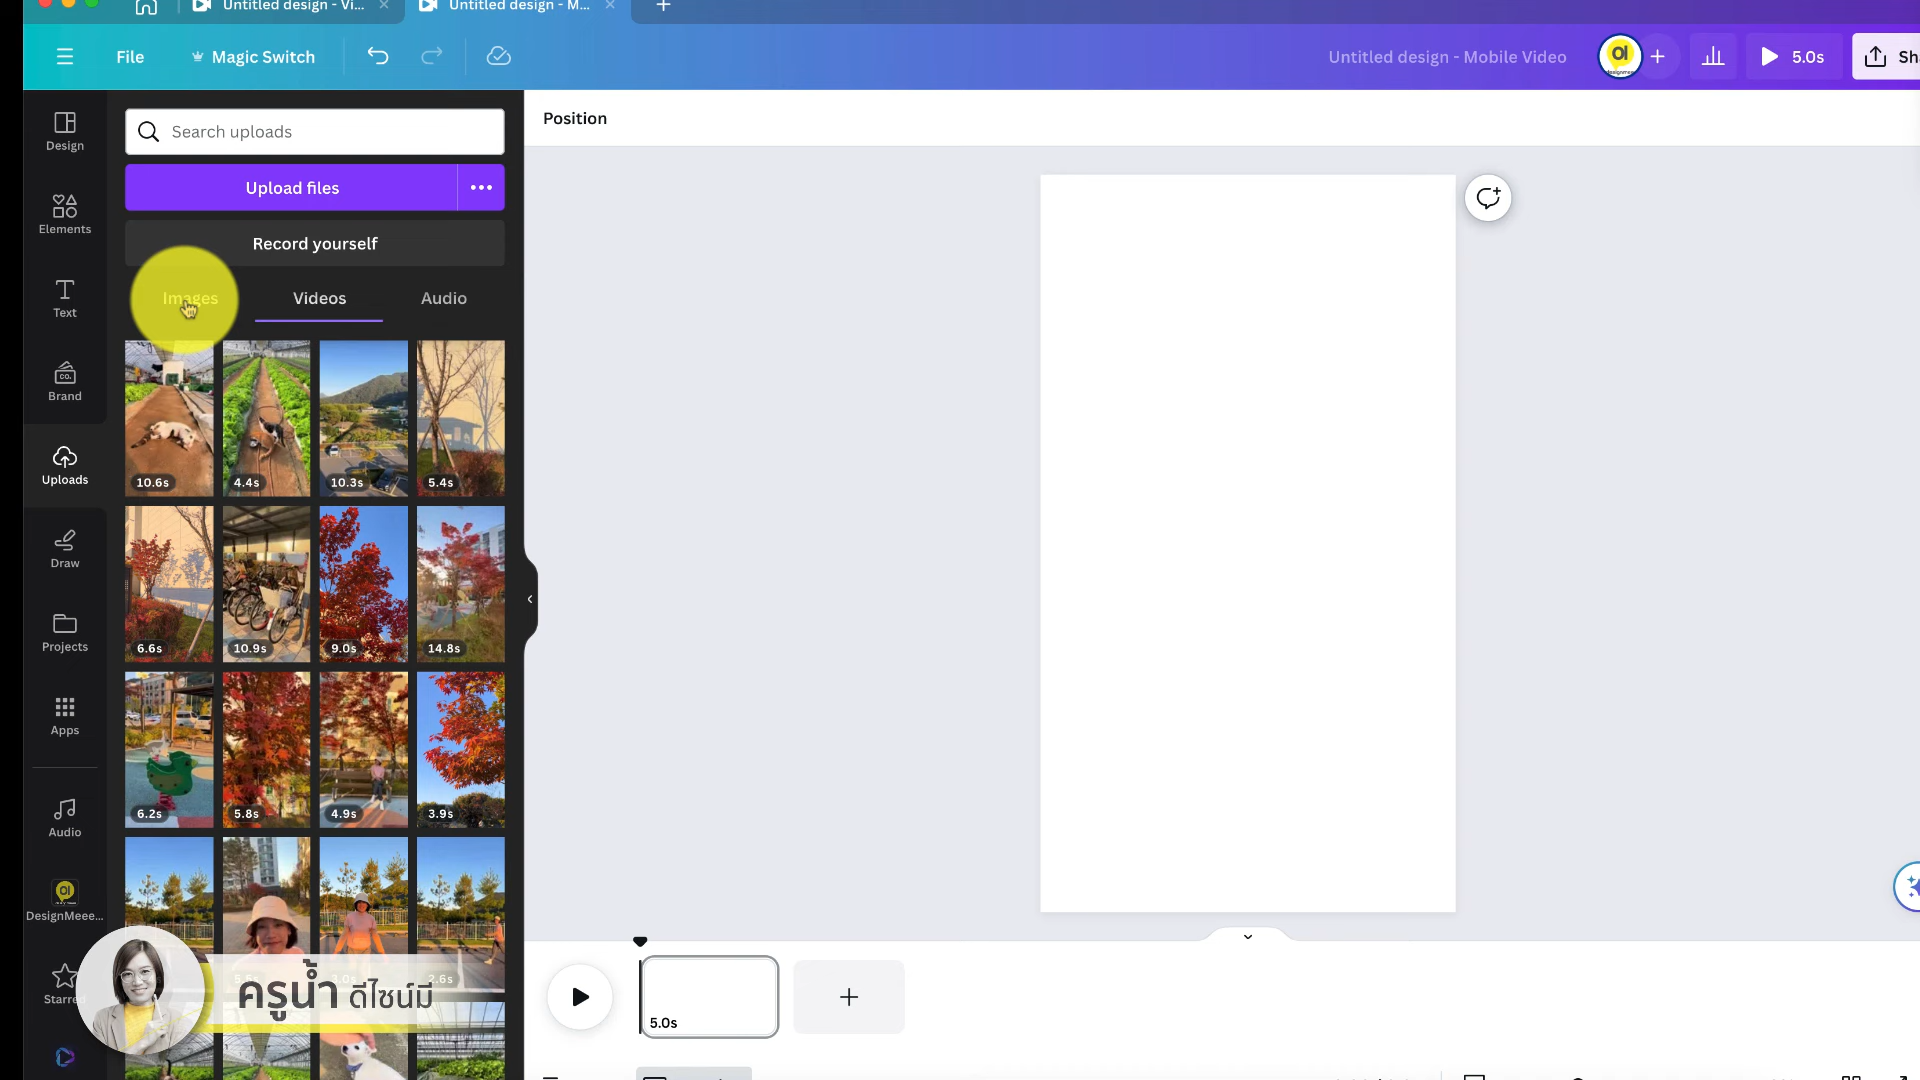 Untitled design - Vi...
Untitled design - M...
File
Magic Switch
Untitled design - Mobile Video
5.0s
Design
Elements
Text
Brand
Uploads
Draw
Projects
Apps
Audio
DesignMeee...
Search uploads
Upload files
Record yourself
Images
Videos
Audio
10.6s
4.4s
10.3s
5.4s
6.6s
10.9s
9.0s
14.8s
6.2s
5.8s
4.9s
3.9s
2.6s
Position
ครูน้ำ ดีไซน์มี
5.0s